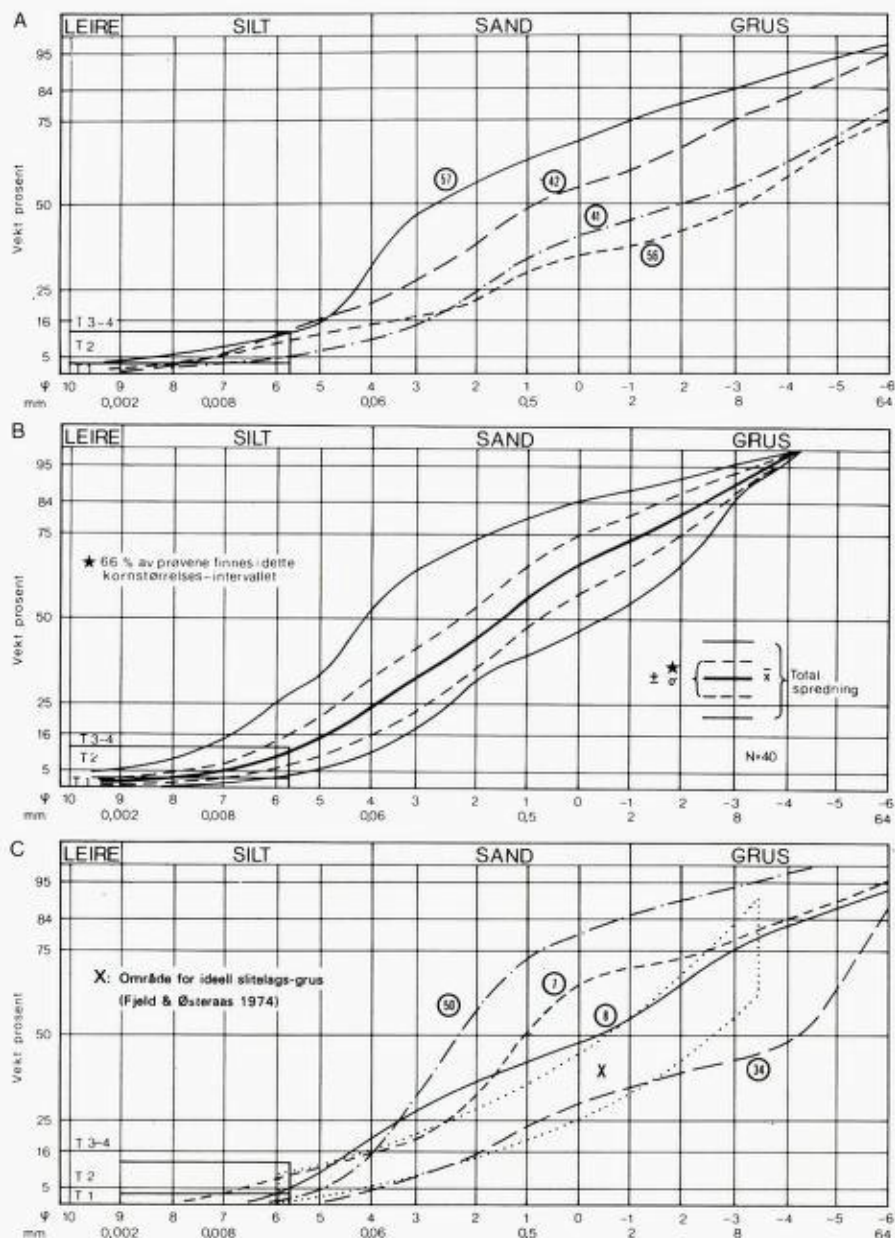 A
LEIRE SILT SAND GRUS
95
84
75
50
25
16
5
Vekt prosent
57
42
41
56
T 3-4
T 2
T 1
φ 10 9 8 7 6 5 4 3 2 1 0 -1 -2 -3 -4 -5 -6
mm 0,002 0,008 0,06 0,5 2 8 64
B
LEIRE SILT SAND GRUS
95
84
75
50
25
16
5
Vekt prosent
★ 66 % av prøvene finnes i dette
kornstørrelses-intervallet
± σ ★ x̄ Total
spredning
N=40
T 3-4
T 2
T 1
φ 10 9 8 7 6 5 4 3 2 1 0 -1 -2 -3 -4 -5 -6
mm 0,002 0,008 0,06 0,5 2 8 64
C
LEIRE SILT SAND GRUS
95
84
75
50
25
16
5
Vekt prosent
X: Område for ideell slitelags-grus
(Fjeld & Østeraas 1974)
50
7
8
X
34
T 3-4
T 2
T 1
φ 10 9 8 7 6 5 4 3 2 1 0 -1 -2 -3 -4 -5 -6
mm 0,002 0,008 0,06 0,5 2 8 64